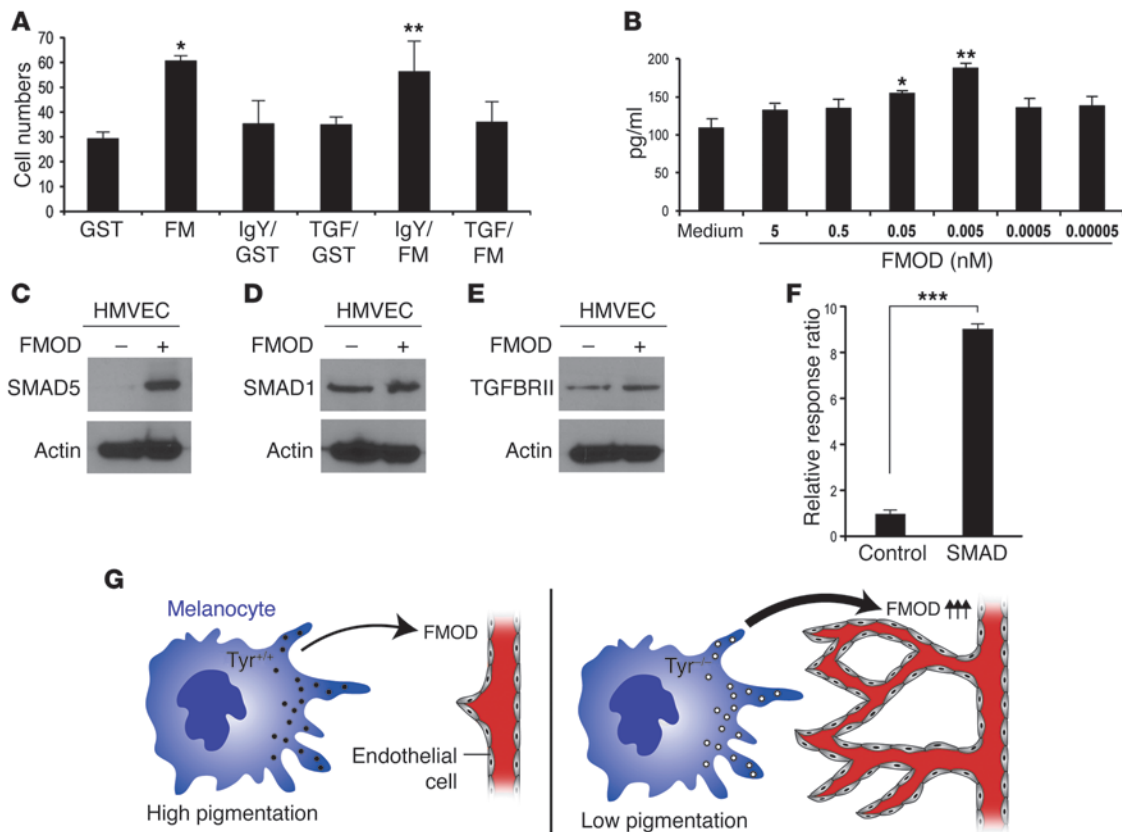 A
Cell numbers
70
60
50
40
30
20
10
0
*
**
GST
FM
IgY/
GST
TGF/
GST
IgY/
FM
TGF/
FM
B
pg/ml
200
150
100
50
0
*
**
Medium
5
0.5
0.05
0.005
0.0005
0.00005
FMOD (nM)
C
HMVEC
FMOD – +
SMAD5
Actin
D
HMVEC
FMOD – +
SMAD1
Actin
E
HMVEC
FMOD – +
TGFBRII
Actin
F
Relative response ratio
10
8
6
4
2
0
***
Control
SMAD
G
Melanocyte
Tyr+/+
FMOD
Endothelial
cell
High pigmentation
Tyr-/-
FMOD
Low pigmentation